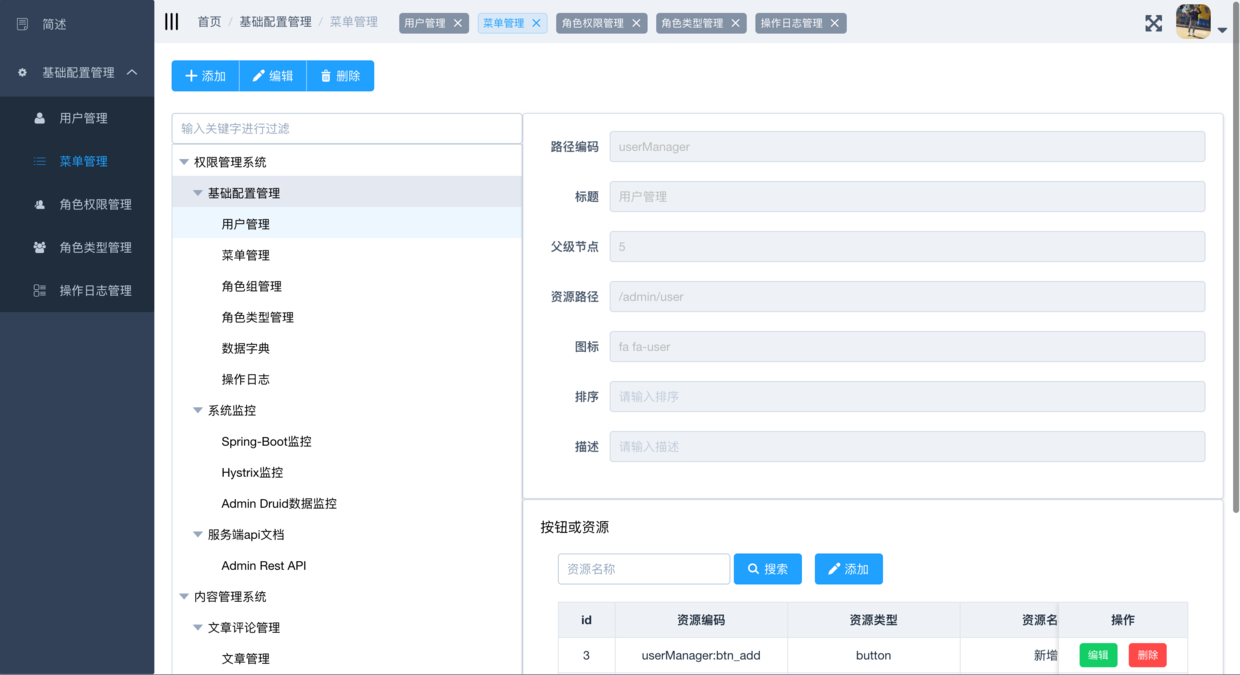 简述
基础配置管理
用户管理
菜单管理
角色权限管理
角色类型管理
操作日志管理
首页 / 基础配置管理 / 菜单管理
用户管理 菜单管理 角色权限管理 角色类型管理 操作日志管理
添加 编辑 删除
输入关键字进行过滤
权限管理系统
基础配置管理
用户管理
菜单管理
角色组管理
角色类型管理
数据字典
操作日志
系统监控
Spring-Boot监控
Hystrix监控
Admin Druid数据监控
服务端api文档
Admin Rest API
内容管理系统
文章评论管理
文章管理
路径编码 userManager
标题 用户管理
父级节点 5
资源路径 /admin/user
图标 fa fa-user
排序 请输入排序
描述 请输入描述
按钮或资源
资源名称 搜索 添加
id 资源编码 资源类型 资源名 操作
3 userManager:btn_add button 新增 编辑 删除